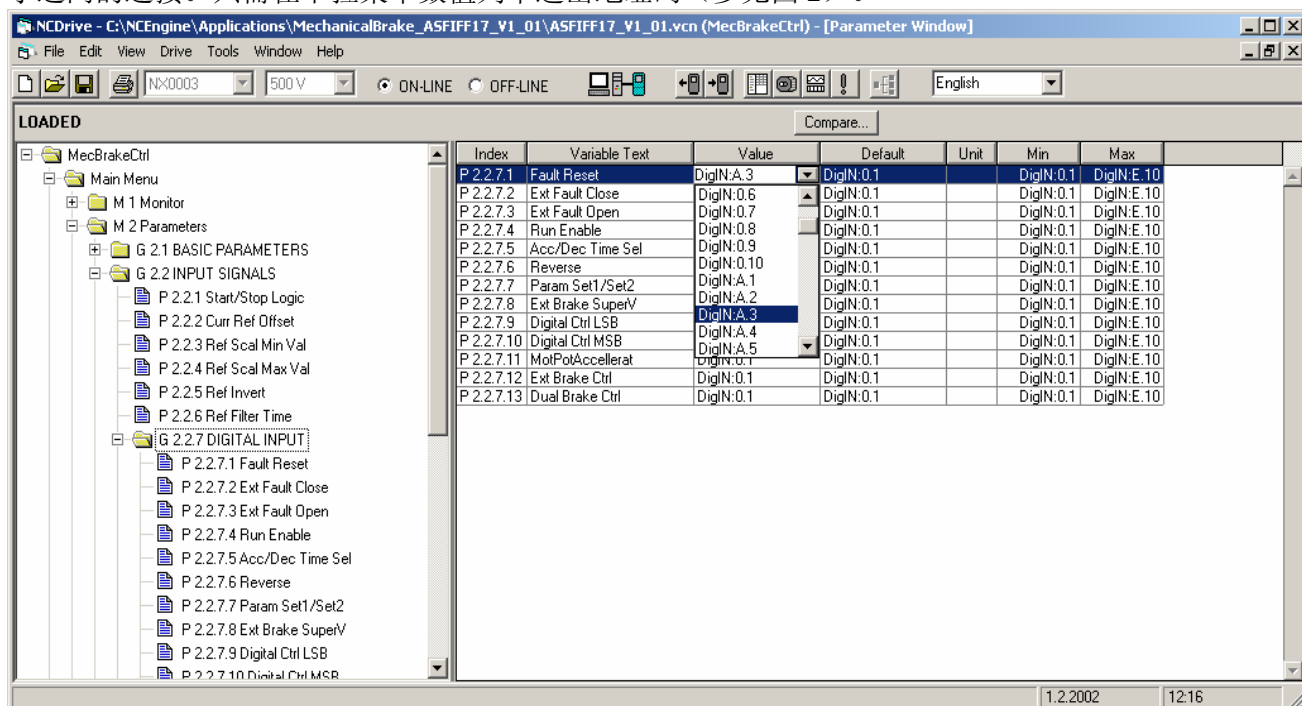 NCDrive - C:\NCEngine\Applications\MechanicalBrake_ASFIFF17_V1_01\ASFIFF17_V1_01.vcn (MecBrakeCtrl) - [Parameter Window]
File Edit View Drive Tools Window Help
NX0003 500 V ON-LINE OFF-LINE English
LOADED Compare...
MecBrakeCtrl
Main Menu
M 1 Monitor
M 2 Parameters
G 2.1 BASIC PARAMETERS
G 2.2 INPUT SIGNALS
P 2.2.1 Start/Stop Logic
P 2.2.2 Curr Ref Offset
P 2.2.3 Ref Scal Min Val
P 2.2.4 Ref Scal Max Val
P 2.2.5 Ref Invert
P 2.2.6 Ref Filter Time
G 2.2.7 DIGITAL INPUT
P 2.2.7.1 Fault Reset
P 2.2.7.2 Ext Fault Close
P 2.2.7.3 Ext Fault Open
P 2.2.7.4 Run Enable
P 2.2.7.5 Acc/Dec Time Sel
P 2.2.7.6 Reverse
P 2.2.7.7 Param Set1/Set2
P 2.2.7.8 Ext Brake SuperV
P 2.2.7.9 Digital Ctrl LSB
P 2.2.7.10 Digital Ctrl MSB
Index Variable Text Value Default Unit Min Max
P 2.2.7.1 Fault Reset DigIN:A.3 DigIN:0.1 DigIN:0.1 DigIN:E.10
P 2.2.7.2 Ext Fault Close DigIN:0.1 DigIN:0.1 DigIN:E.10
P 2.2.7.3 Ext Fault Open DigIN:0.1 DigIN:0.1 DigIN:E.10
P 2.2.7.4 Run Enable DigIN:0.1 DigIN:0.1 DigIN:E.10
P 2.2.7.5 Acc/Dec Time Sel DigIN:0.1 DigIN:0.1 DigIN:E.10
P 2.2.7.6 Reverse DigIN:0.1 DigIN:0.1 DigIN:E.10
P 2.2.7.7 Param Set1/Set2 DigIN:0.1 DigIN:0.1 DigIN:E.10
P 2.2.7.8 Ext Brake SuperV DigIN:0.1 DigIN:0.1 DigIN:E.10
P 2.2.7.9 Digital Ctrl LSB DigIN:0.1 DigIN:0.1 DigIN:E.10
P 2.2.7.10 Digital Ctrl MSB DigIN:0.1 DigIN:0.1 DigIN:E.10
P 2.2.7.11 MotPotAccellerat DigIN:0.1 DigIN:0.1 DigIN:0.1 DigIN:E.10
P 2.2.7.12 Ext Brake Ctrl DigIN:0.1 DigIN:0.1 DigIN:0.1 DigIN:E.10
P 2.2.7.13 Dual Brake Ctrl DigIN:0.1 DigIN:0.1 DigIN:0.1 DigIN:E.10
DigIN:0.6
DigIN:0.7
DigIN:0.8
DigIN:0.9
DigIN:0.10
DigIN:A.1
DigIN:A.2
DigIN:A.3
DigIN:A.4
DigIN:A.5
1.2.2002 12:16